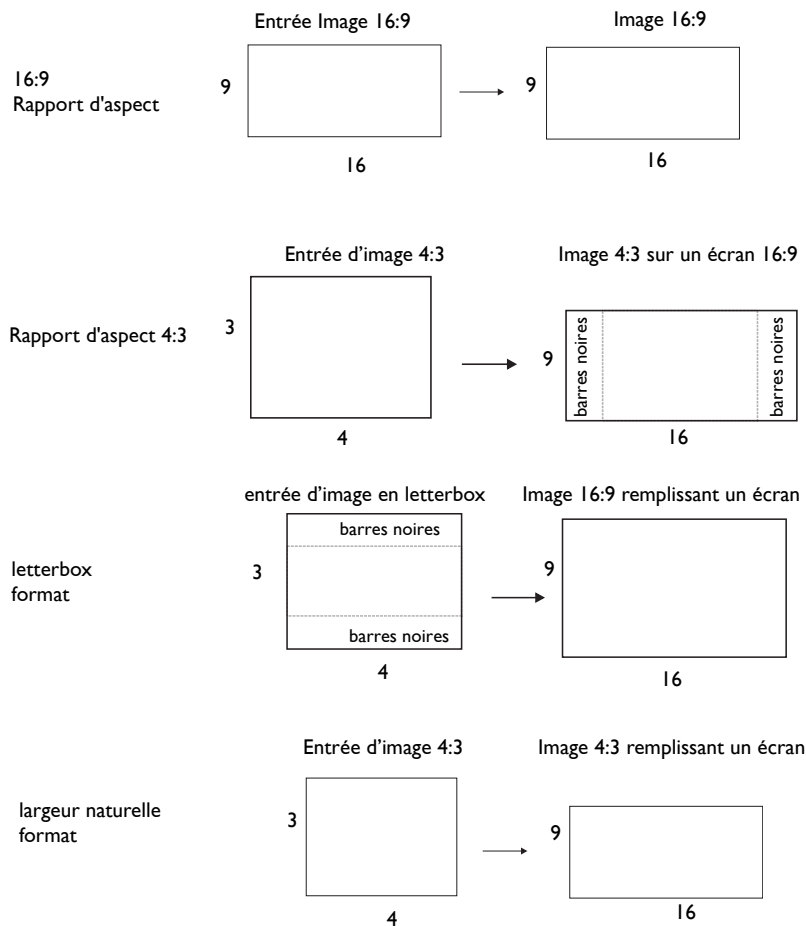 Entrée Image 16:9
Image 16:9
16:9
Rapport d'aspect
9
9
16
16
Entrée d'image 4:3
Image 4:3 sur un écran 16:9
Rapport d'aspect 4:3
3
9
barres noires
barres noires
4
16
entrée d'image en letterbox
Image 16:9 remplissant un écran
barres noires
letterbox
format
3
9
barres noires
4
16
Entrée d'image 4:3
Image 4:3 remplissant un écran
largeur naturelle
format
3
9
4
16